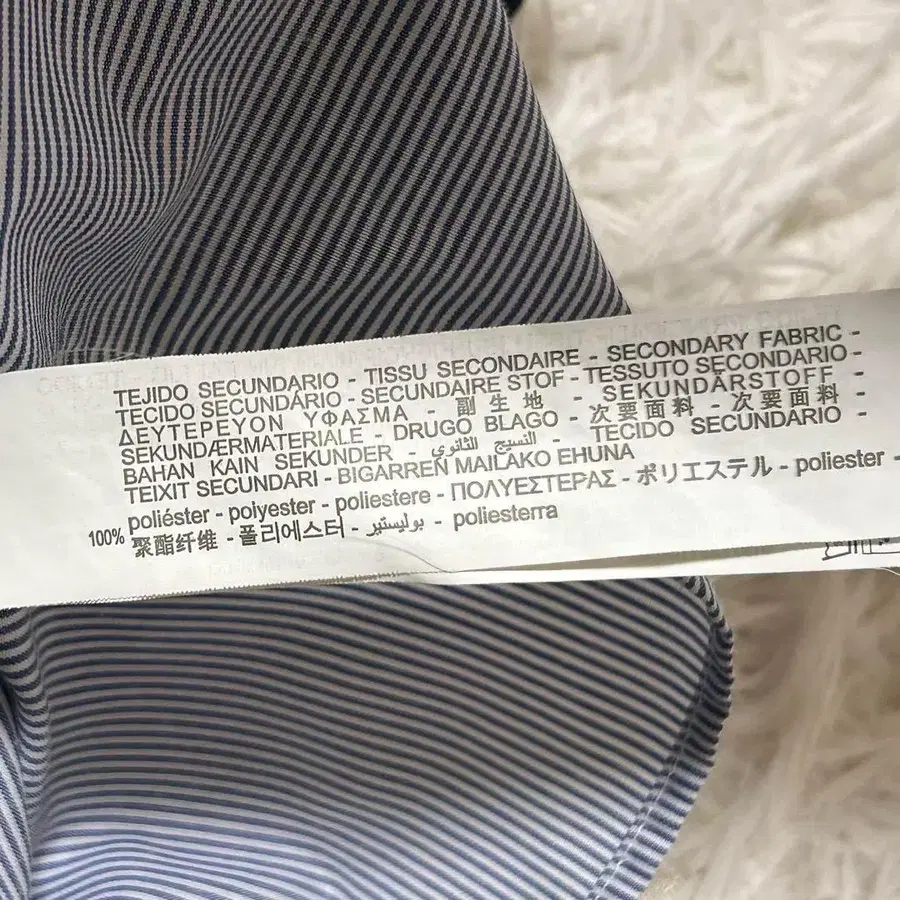 TEJIDO SECUNDARIO - TISSU SECONDAIRE - SECONDARY FABRIC -
TECIDO SECUNDÁRIO - SECUNDAIRE STOF - TESSUTO SECONDARIO -
ΔΕΥΤΕΡΕΥΟΝ ΥΦΑΣΜΑ - 副生地 - SEKUNDÄRSTOFF -
SEKUNDÆRMATERIALE - DRUGO BLAGO - 次要面料 - 次要面料 -
BAHAN KAIN SEKUNDER - النسيج الثانوي - TECIDO SECUNDÁRIO -
TEIXIT SECUNDARI - BIGARREN MAILAKO EHUNA
100% poliéster - polyester - poliestere - ΠΟΛΥΕΣΤΕΡΑΣ - ポリエステル - poliester -
聚酯纤维 - 폴리에스터 - بوليستير - poliesterra